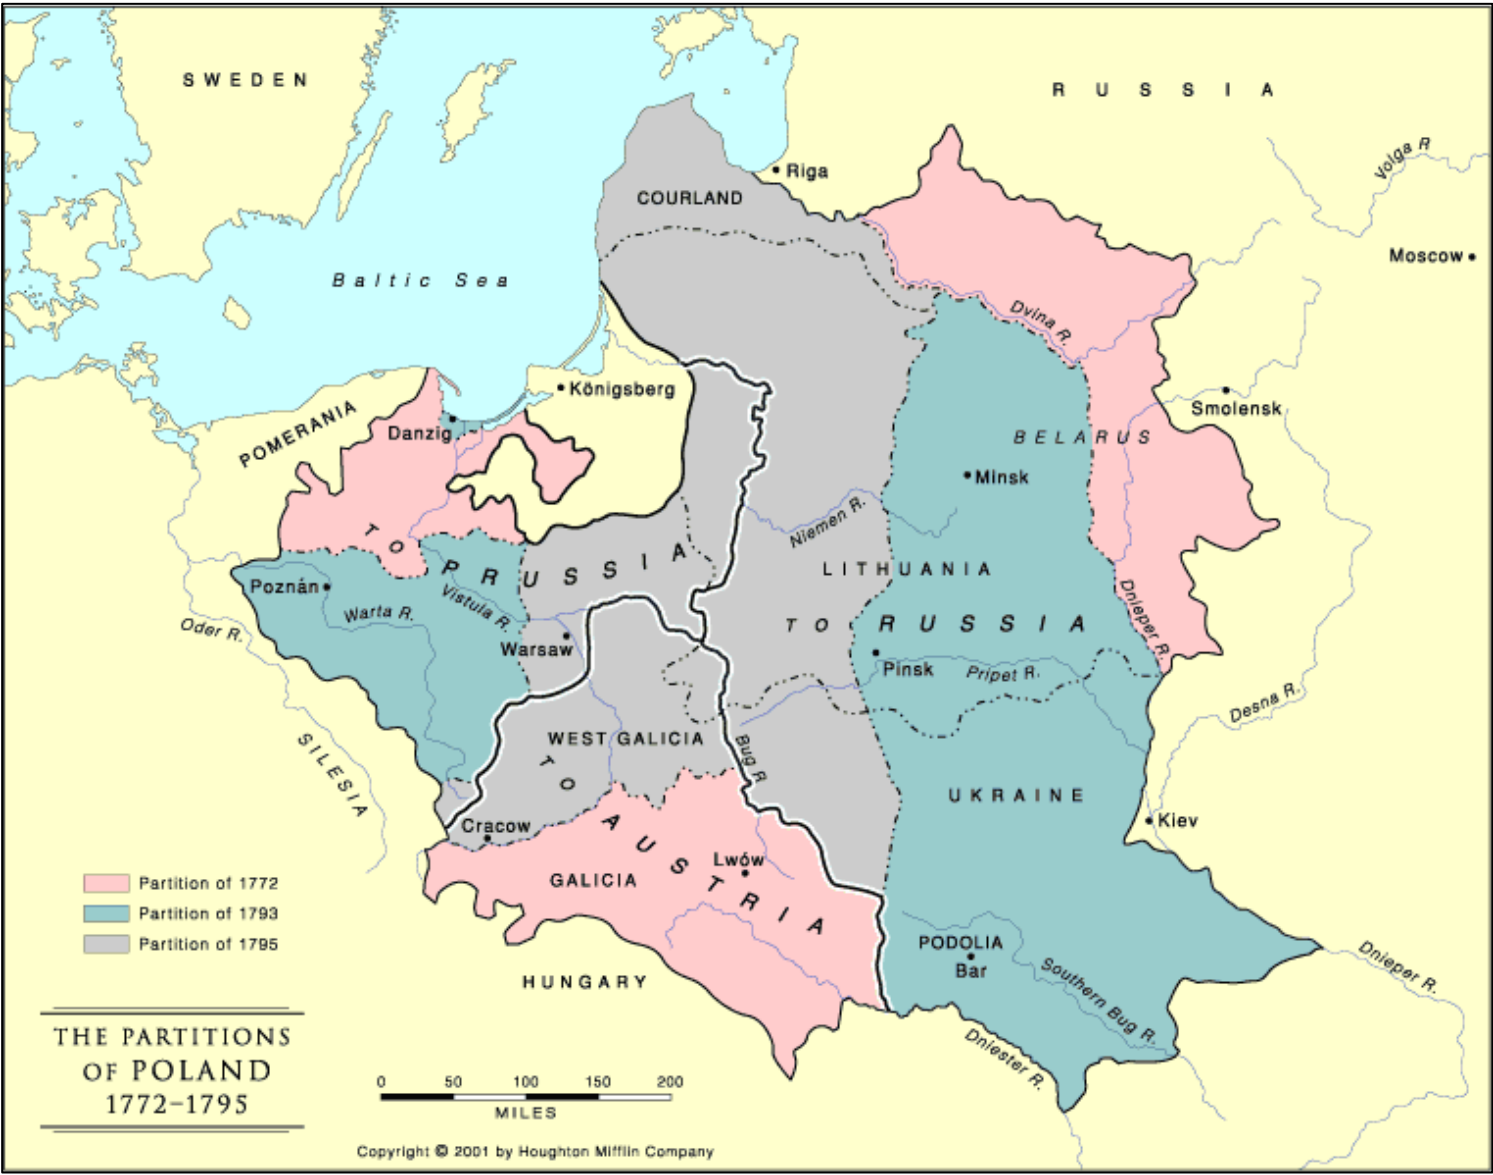 SWEDEN
RUSSIA
Volga R
Riga
COURLAND
Moscow
Baltic Sea
Dvina R.
Königsberg
Smolensk
POMERANIA
Danzig
BELARUS
Minsk
Niemen R.
TO PRUSSIA
LITHUANIA
Poznán
Warta R.
Vistula R.
Dnieper R.
Oder R.
TO RUSSIA
Warsaw
Pinsk
Pripet R.
Desna R.
SILESIA
WEST GALICIA
Bug R
TO AUSTRIA
UKRAINE
Kiev
Cracow
Lwów
GALICIA
Partition of 1772
Partition of 1793
Partition of 1795
PODOLIA
Bar
Southern Bug R.
Dnieper R.
HUNGARY
Dniester R.
THE PARTITIONS
OF POLAND
1772–1795
0 50 100 150 200
MILES
Copyright © 2001 by Houghton Mifflin Company